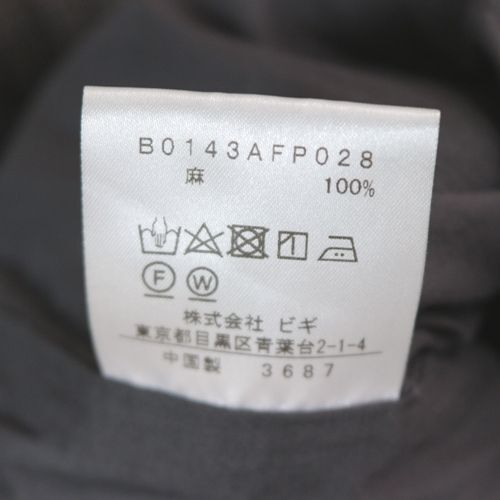 B0143AFP028
麻 100%
F W
株式会社 ビギ
東京都目黒区青葉台2-1-4
中国製 3687